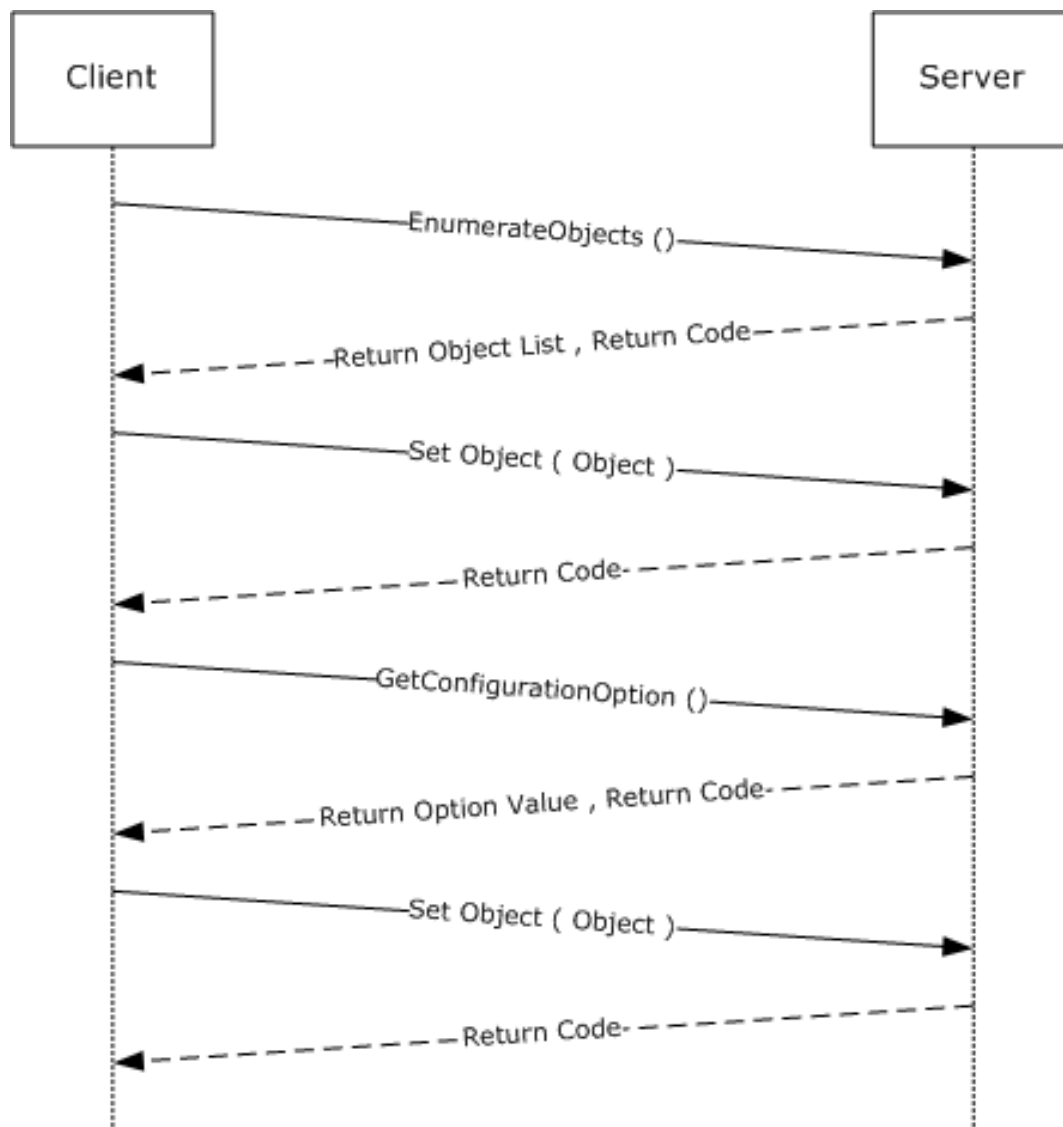 Client
Server
EnumerateObjects ()
Return Object List , Return Code
Set Object ( Object )
Return Code
GetConfigurationOption ()
Return Option Value , Return Code
Set Object ( Object )
Return Code